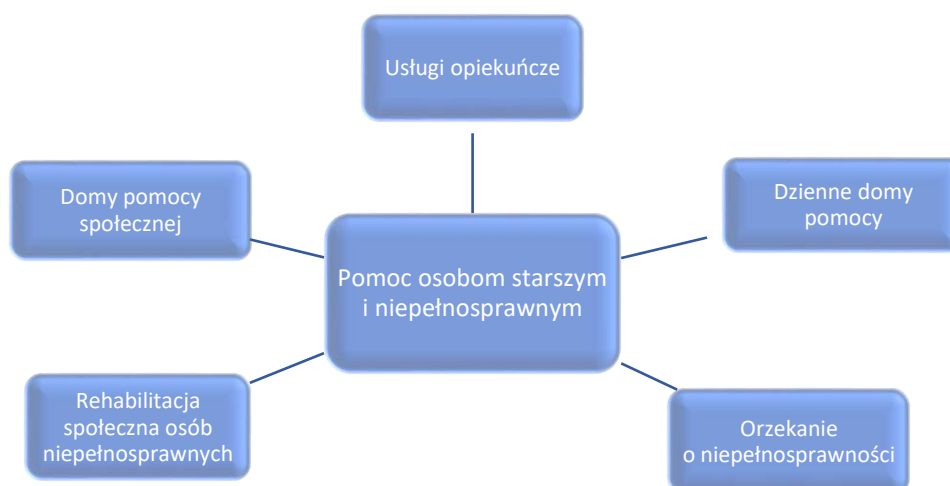 Usługi opiekuńcze
Domy pomocy
społecznej
Dzienne domy
pomocy
Pomoc osobom starszym
i niepełnosprawnym
Rehabilitacja
społeczna osób
niepełnosprawnych
Orzekanie
o niepełnosprawności